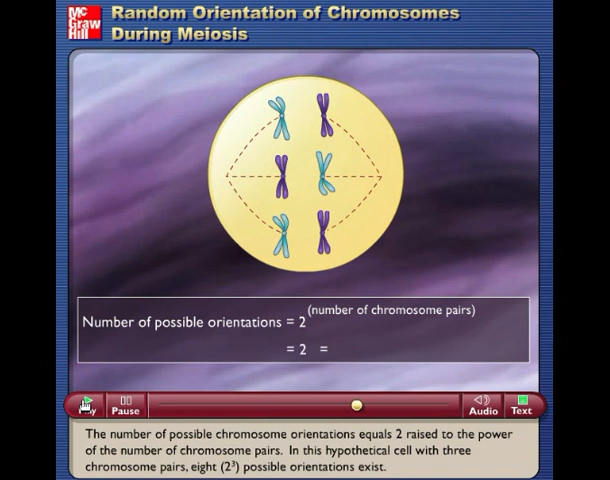 Mc
Graw
Hill
Random Orientation of Chromosomes
During Meiosis
Number of possible orientations = 2(number of chromosome pairs)
= 2 =
Pause
Audio
Text
The number of possible chromosome orientations equals 2 raised to the power
of the number of chromosome pairs. In this hypothetical cell with three
chromosome pairs, eight (2³) possible orientations exist.